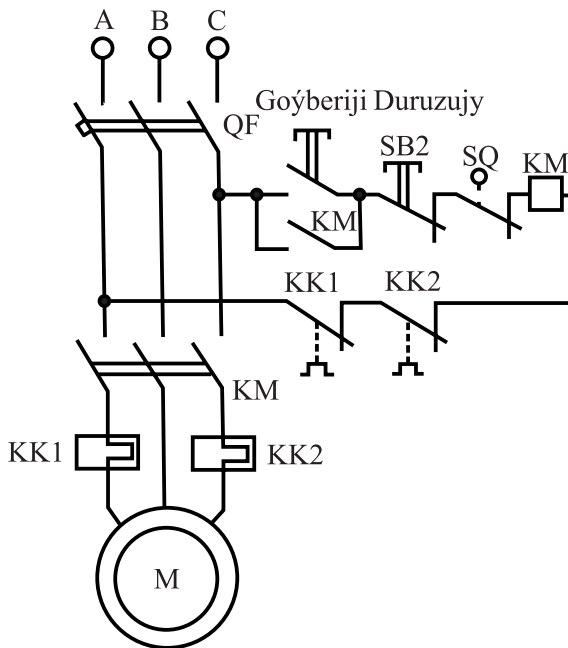 A B C
Goýberiji Duruzujy
QF
SB2
SQ
KM
KM
KK1
KK2
KM
KK1
KK2
M